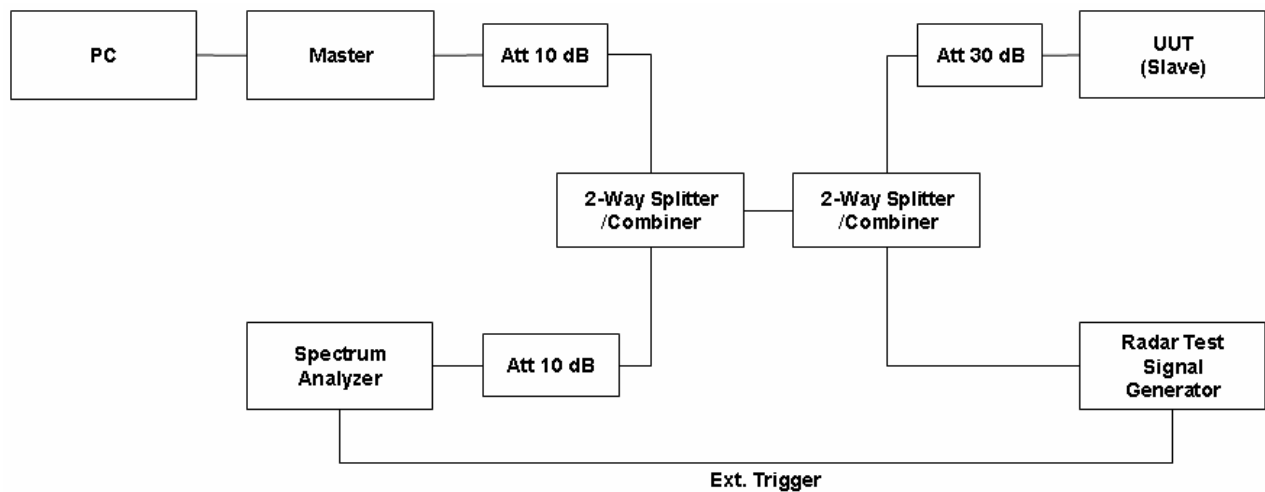 PC
Master
Att 10 dB
Att 30 dB
UUT
(Slave)
2-Way Splitter
/Combiner
2-Way Splitter
/Combiner
Spectrum
Analyzer
Att 10 dB
Radar Test
Signal
Generator
Ext. Trigger